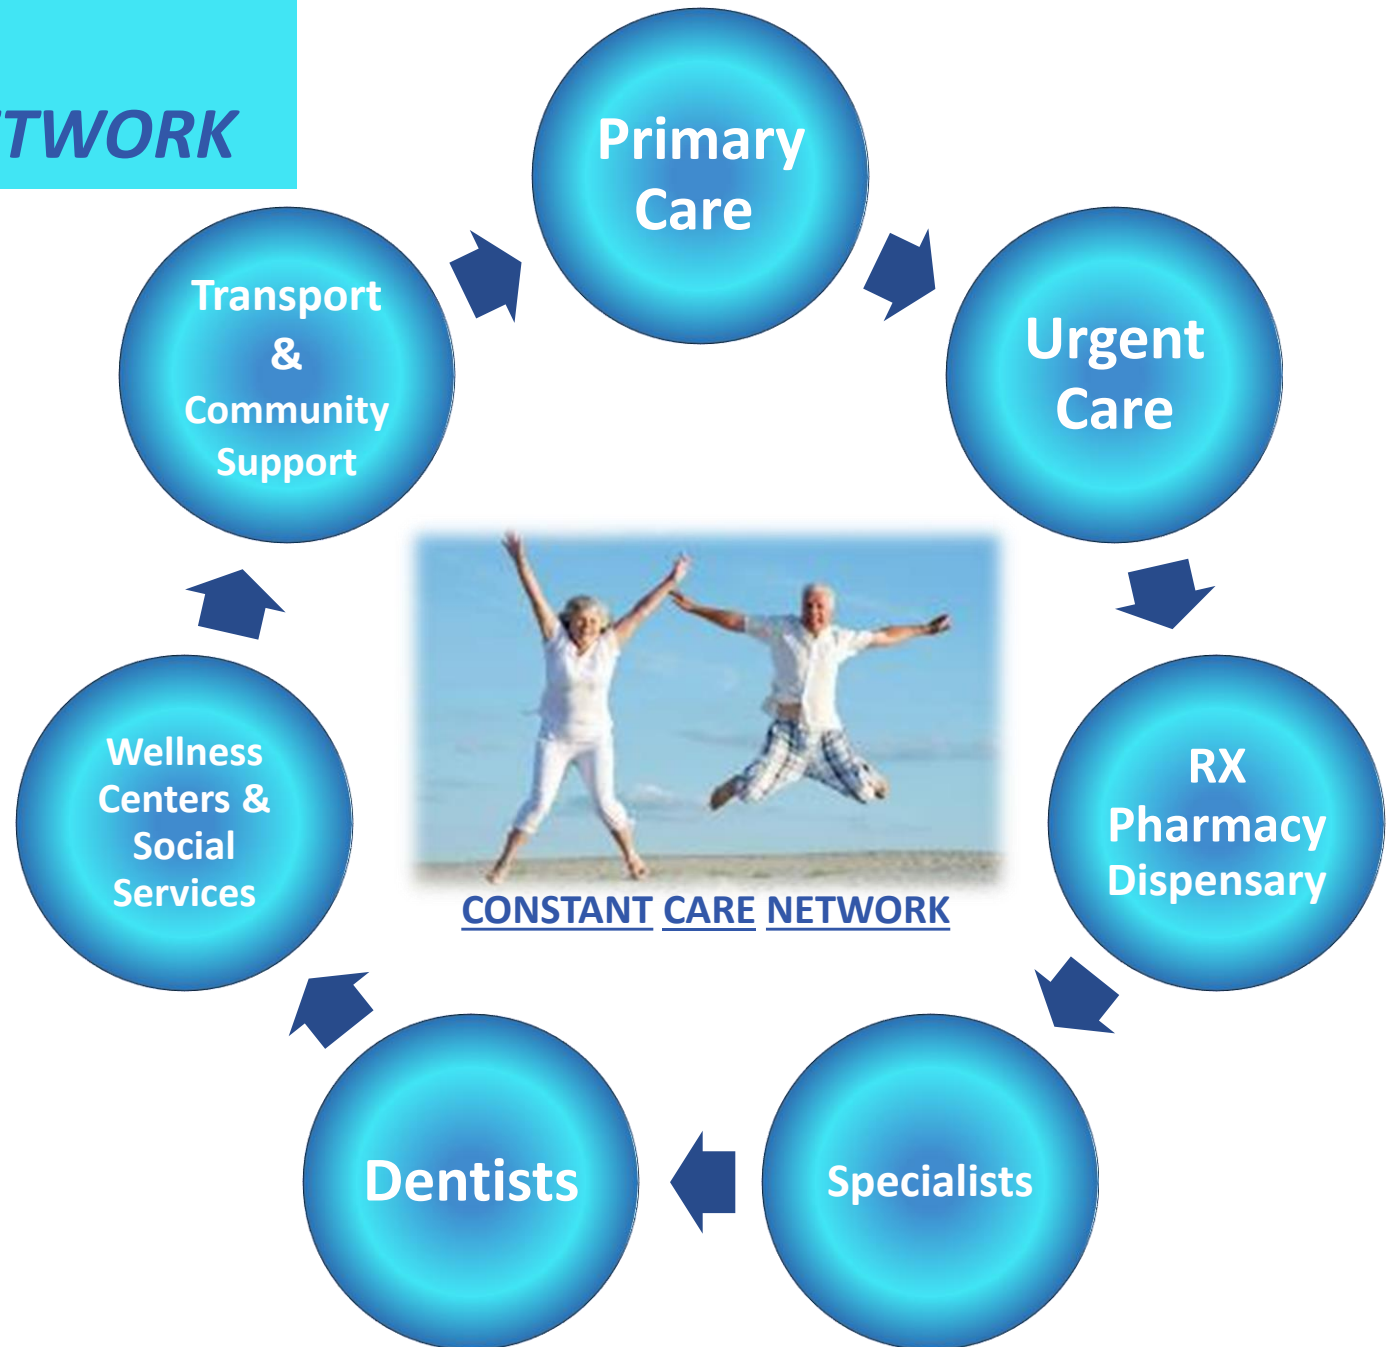 TWORK
Primary
Care
Urgent
Care
RX
Pharmacy
Dispensary
Specialists
Dentists
Wellness
Centers &
Social
Services
Transport
&
Community
Support
CONSTANT CARE NETWORK